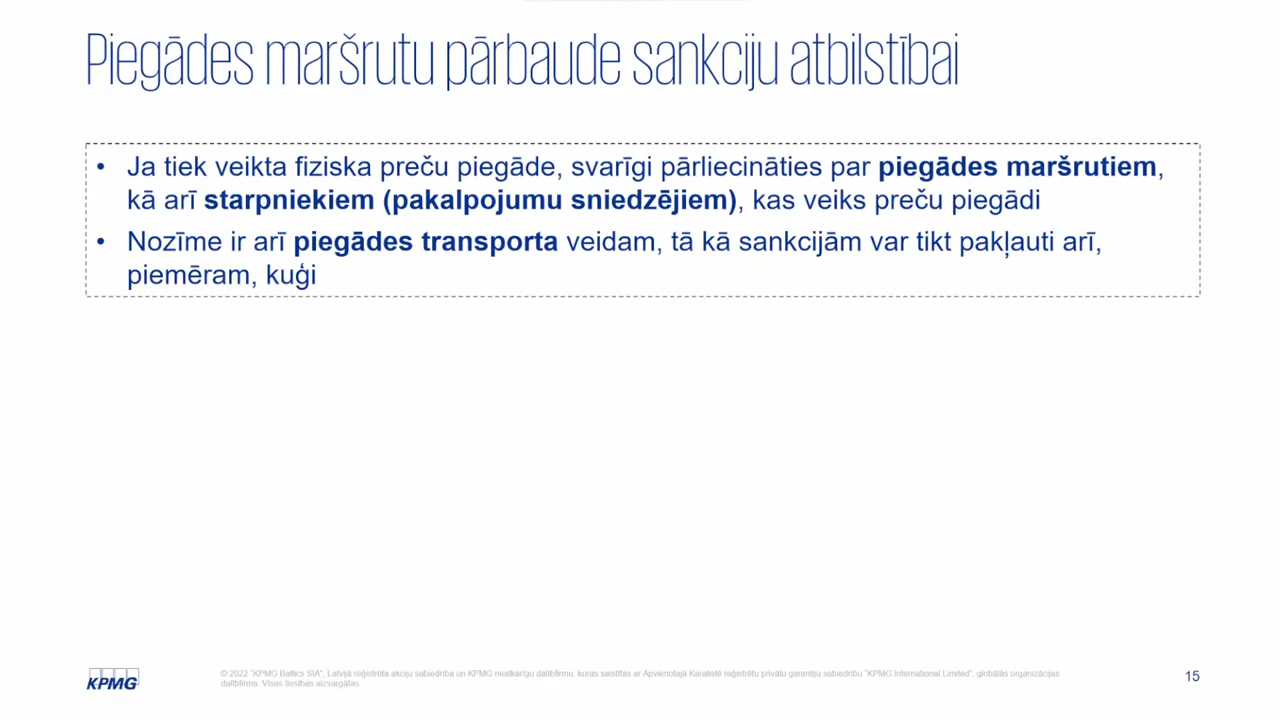 Piegādes maršrutu pārbaude sankciju atbilstībai
• Ja tiek veikta fiziska preču piegāde, svarīgi pārliecināties par piegādes maršrutiem,
kā arī starpniekiem (pakalpojumu sniedzējiem), kas veiks preču piegādi
• Nozīme ir arī piegādes transporta veidam, tā kā sankcijām var tikt pakļauti arī,
piemēram, kuģi
KPMG
© 2022 "KPMG Baltics SIA", Latvijā reģistrēta akciju sabiedrība un KPMG neatkarīgu dalībfirmu, kuras saistītas ar Apvienotajā Karalistē reģistrētu privātu garantiju sabiedrību "KPMG International Limited", globālās organizācijas
dalībfirma. Visas tiesības aizsargātas.
15